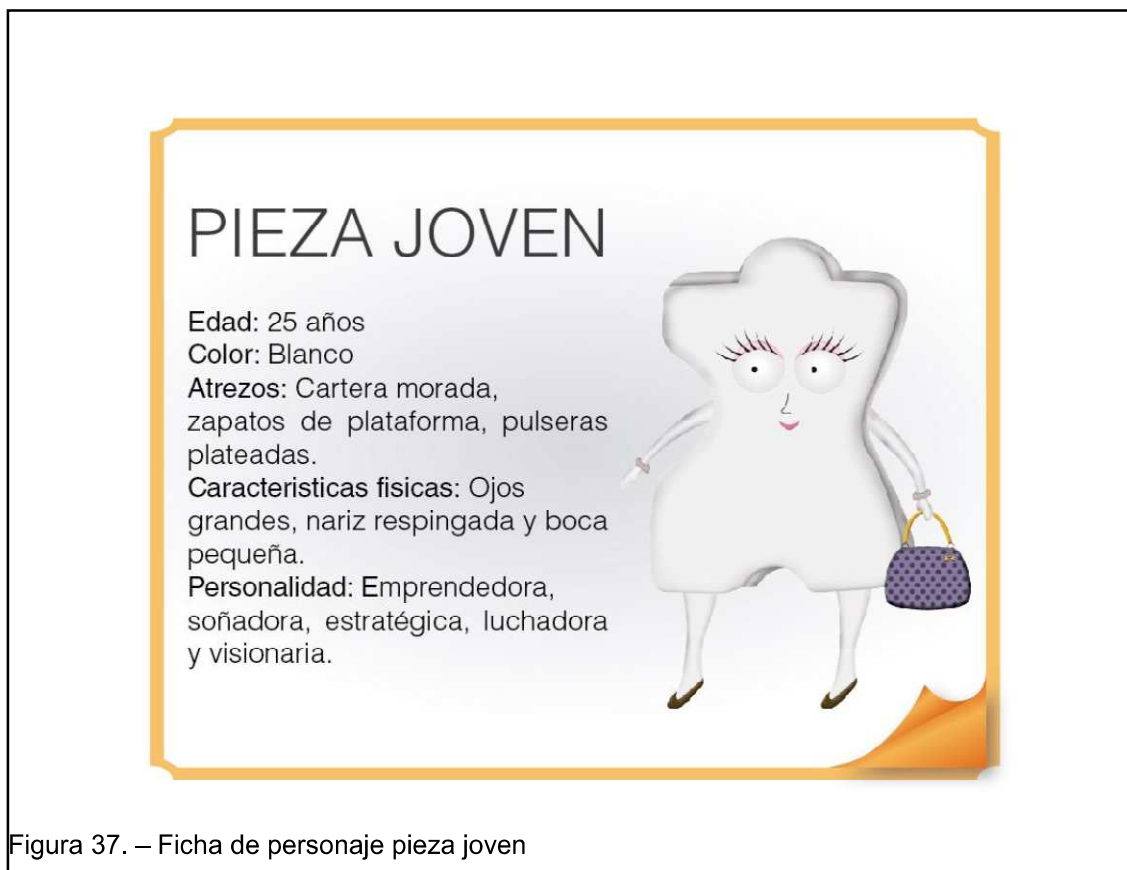 PIEZA JOVEN
Edad: 25 años
Color: Blanco
Atrezos: Cartera morada,
zapatos de plataforma, pulseras
plateadas.
Caracteristicas fisicas: Ojos
grandes, nariz respingada y boca
pequeña.
Personalidad: Emprendedora,
soñadora, estratégica, luchadora
y visionaria.
Figura 37. – Ficha de personaje pieza joven